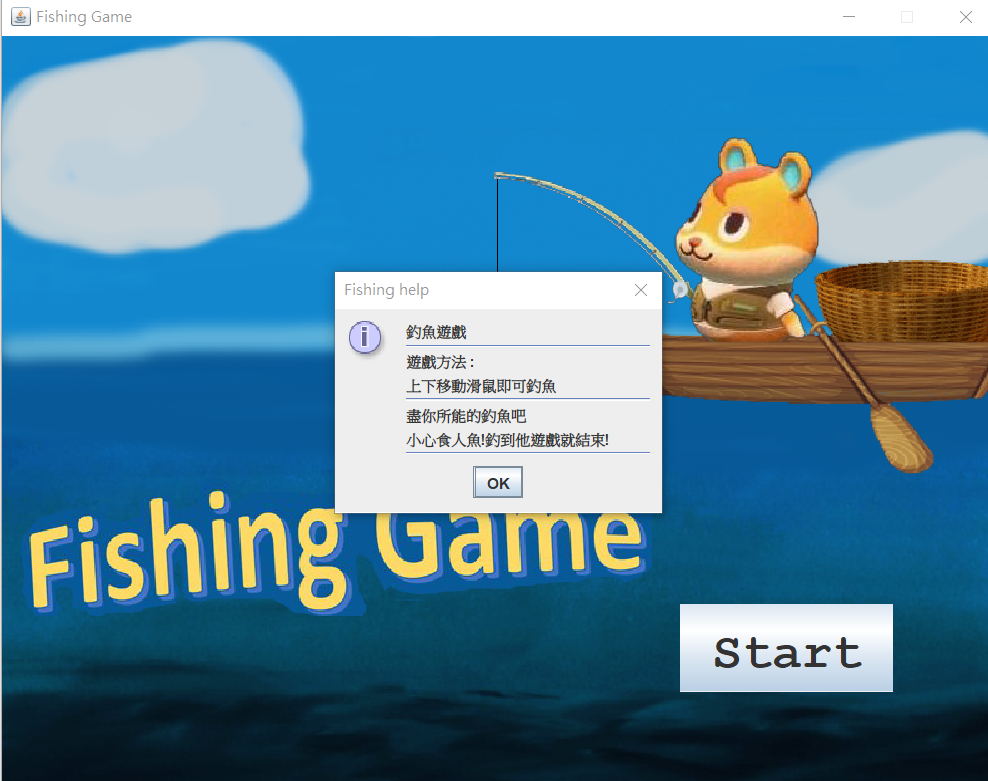 Fishing Game
Fishing help
釣魚遊戲
遊戲方法 :
上下移動滑鼠即可釣魚
盡你所能的釣魚吧
小心食人魚!釣到他遊戲就結束!
OK
Fishing Game
Start